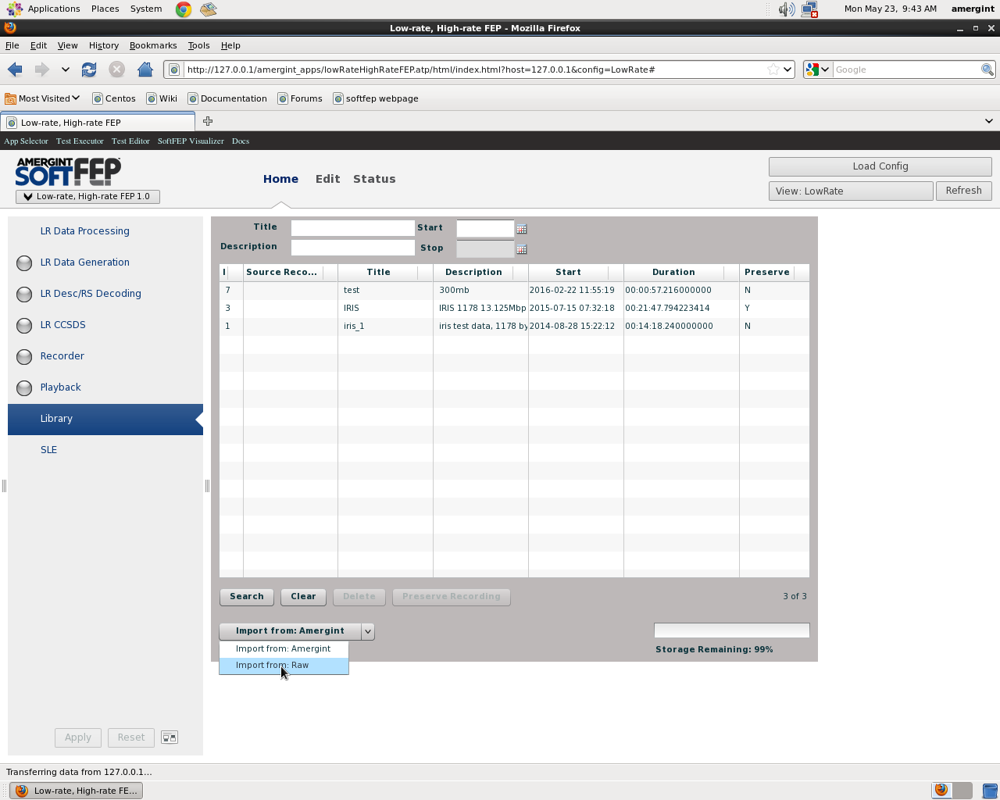 Applications Places System Mon May 23, 9:43 AM amergint
Low-rate, High-rate FEP - Mozilla Firefox
File Edit View History Bookmarks Tools Help
http://127.0.0.1/amergint_apps/lowRateHighRateFEP.atp/html/index.html?host=127.0.0.1&config=LowRate# Google
Most Visited Centos Wiki Documentation Forums softfep webpage
Low-rate, High-rate FEP
App Selector Test Executor Test Editor SoftFEP Visualizer Docs
AMERGINT
SOFTFEP
Low-rate, High-rate FEP 1.0
Home Edit Status
Load Config
View: LowRate Refresh
LR Data Processing
LR Data Generation
LR Desc/RS Decoding
LR CCSDS
Recorder
Playback
Library
SLE
Apply Reset
Title Start
Description Stop
I Source Reco... Title Description Start Duration Preserve
7 test 300mb 2016-02-22 11:55:19 00:00:57.216000000 N
3 IRIS IRIS 1178 13.125Mbp 2015-07-15 07:32:18 00:21:47.794223414 Y
1 iris_1 iris test data, 1178 by 2014-08-28 15:22:12 00:14:18.240000000 N
Search Clear Delete Preserve Recording 3 of 3
Import from: Amergint
Import from: Amergint
Import from: Raw
Storage Remaining: 99%
Transferring data from 127.0.0.1...
Low-rate, High-rate FE...